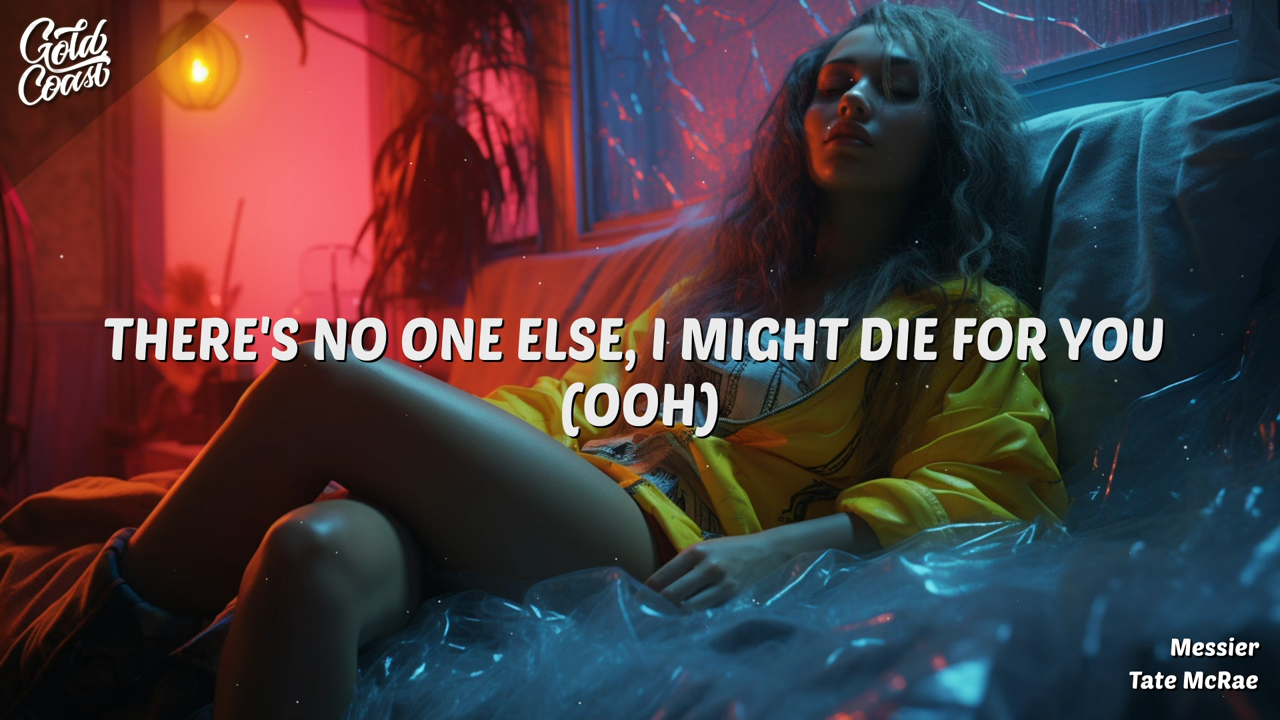 Gold
Coast
THERE'S NO ONE ELSE, I MIGHT DIE FOR YOU
(OOH)
Messier
Tate McRae